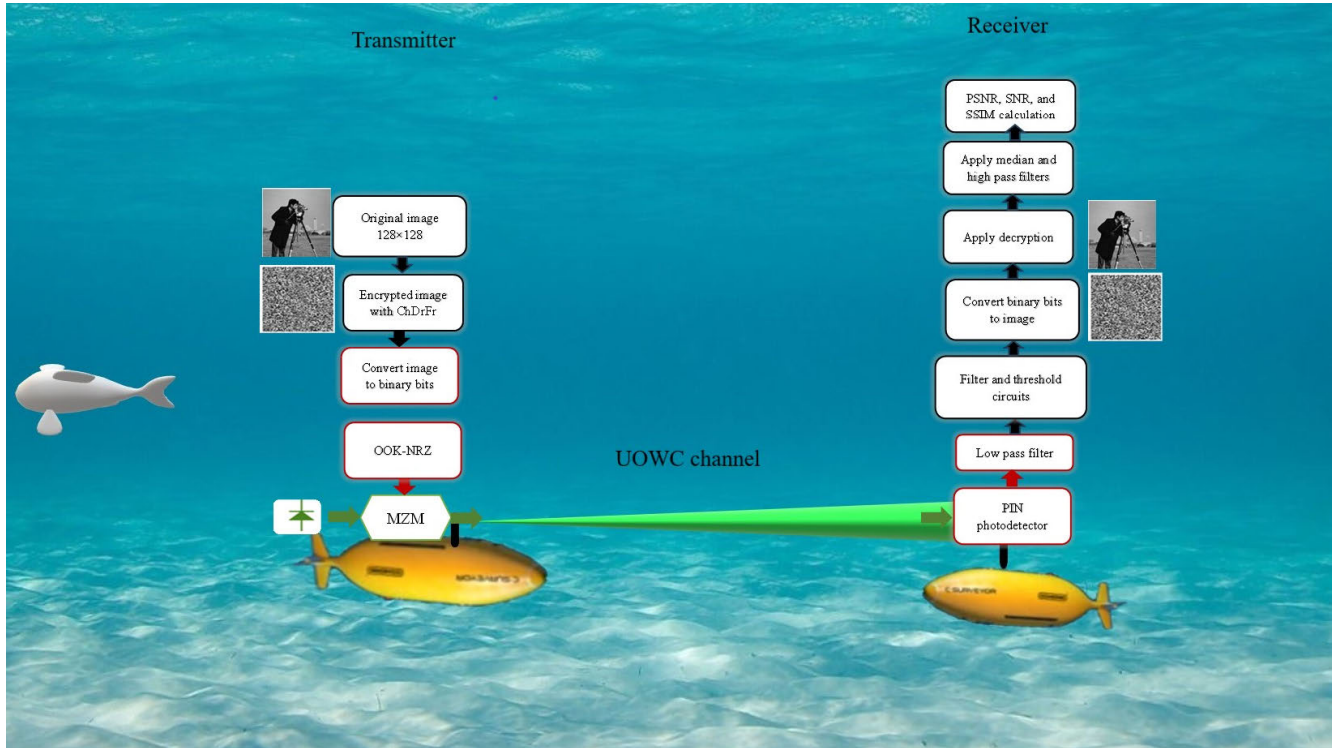 Transmitter
Receiver
Original image
128×128
Encrypted image
with ChDrFr
Convert image
to binary bits
OOK-NRZ
MZM
UOWC channel
PSNR, SNR, and
SSIM calculation
Apply median and
high pass filters
Apply decryption
Convert binary bits
to image
Filter and threshold
circuits
Low pass filter
PIN
photodetector
C SURVEYOR
C SURVEYOR